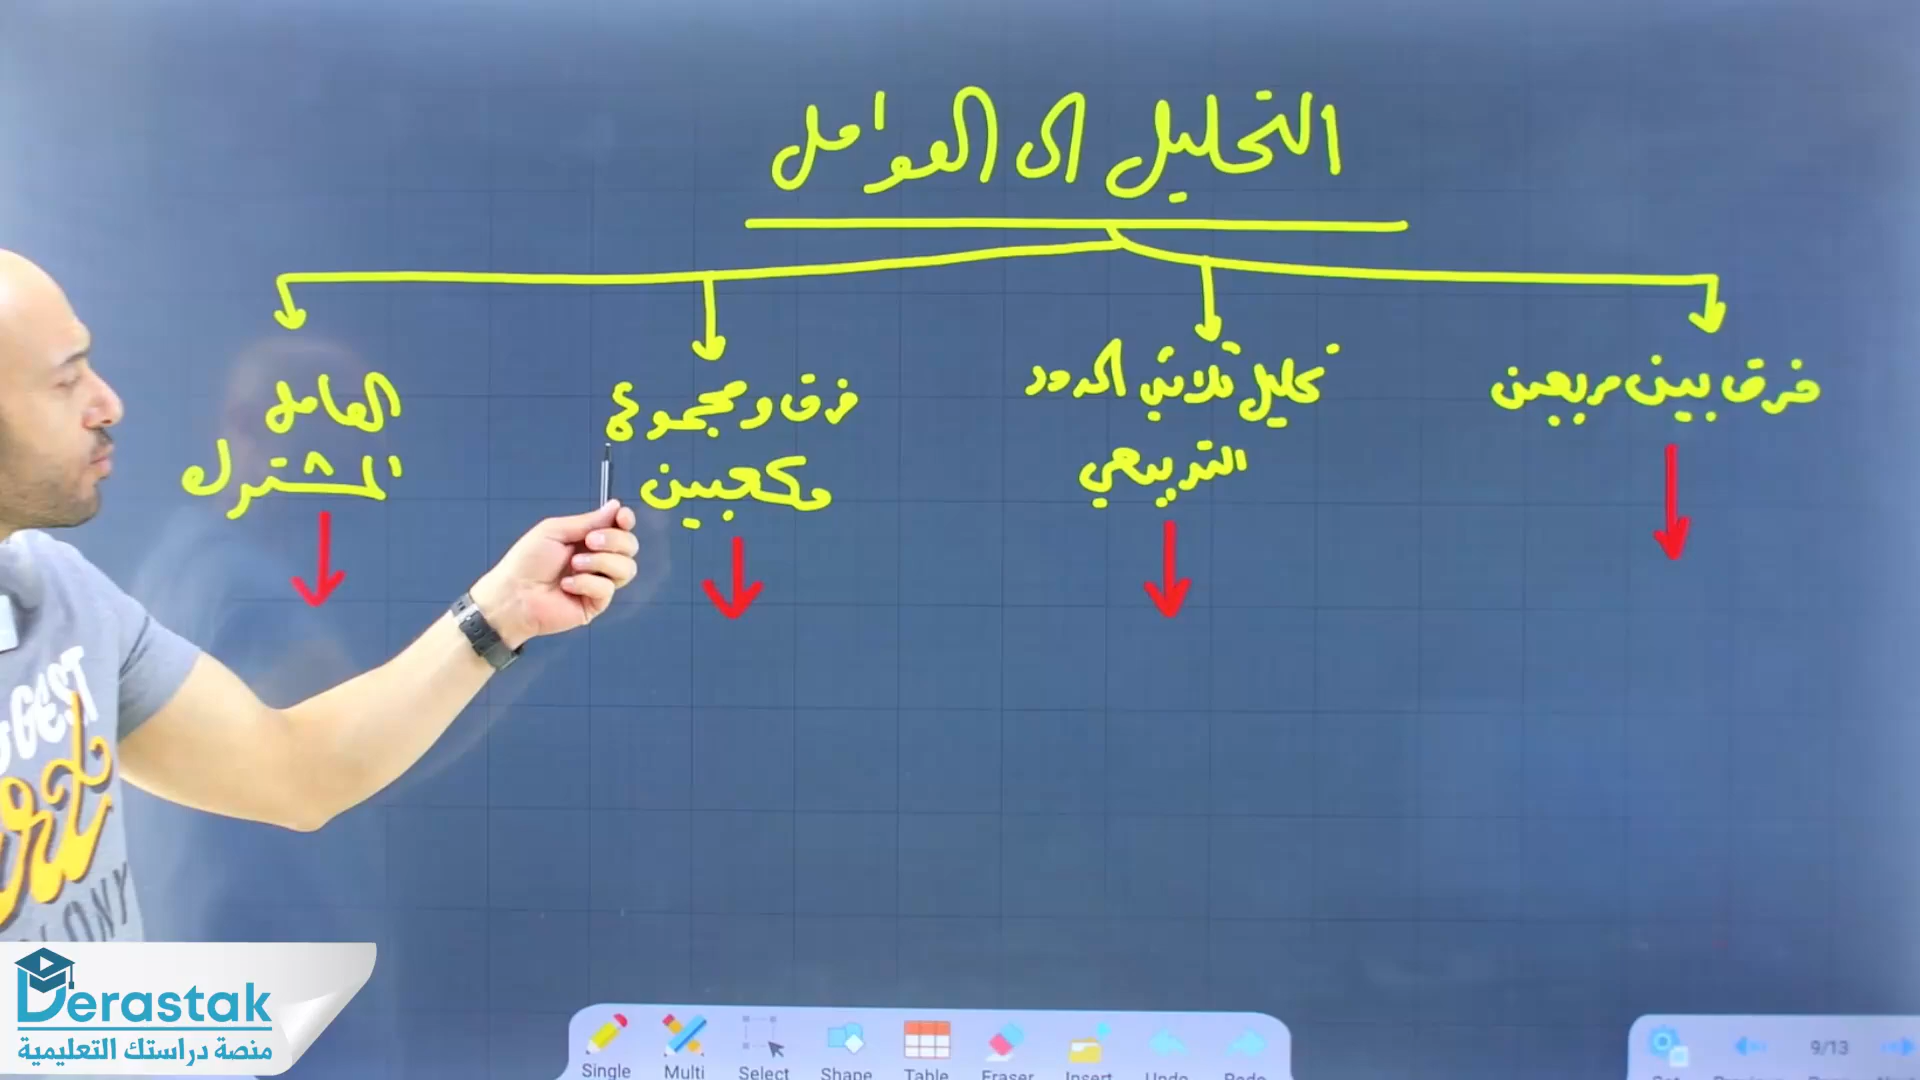 التحليل الى العوامل
فرق بين مربعين
تحليل ثلاثي الحدود
التربيعي
فرق ومجموع
مكعبين
العامل
المشترك
LONY
Derastak
منصة دراستك التعليمية
Single
Multi
Select
Shape
Table
Eraser
Insert
Undo
Redo
9/13